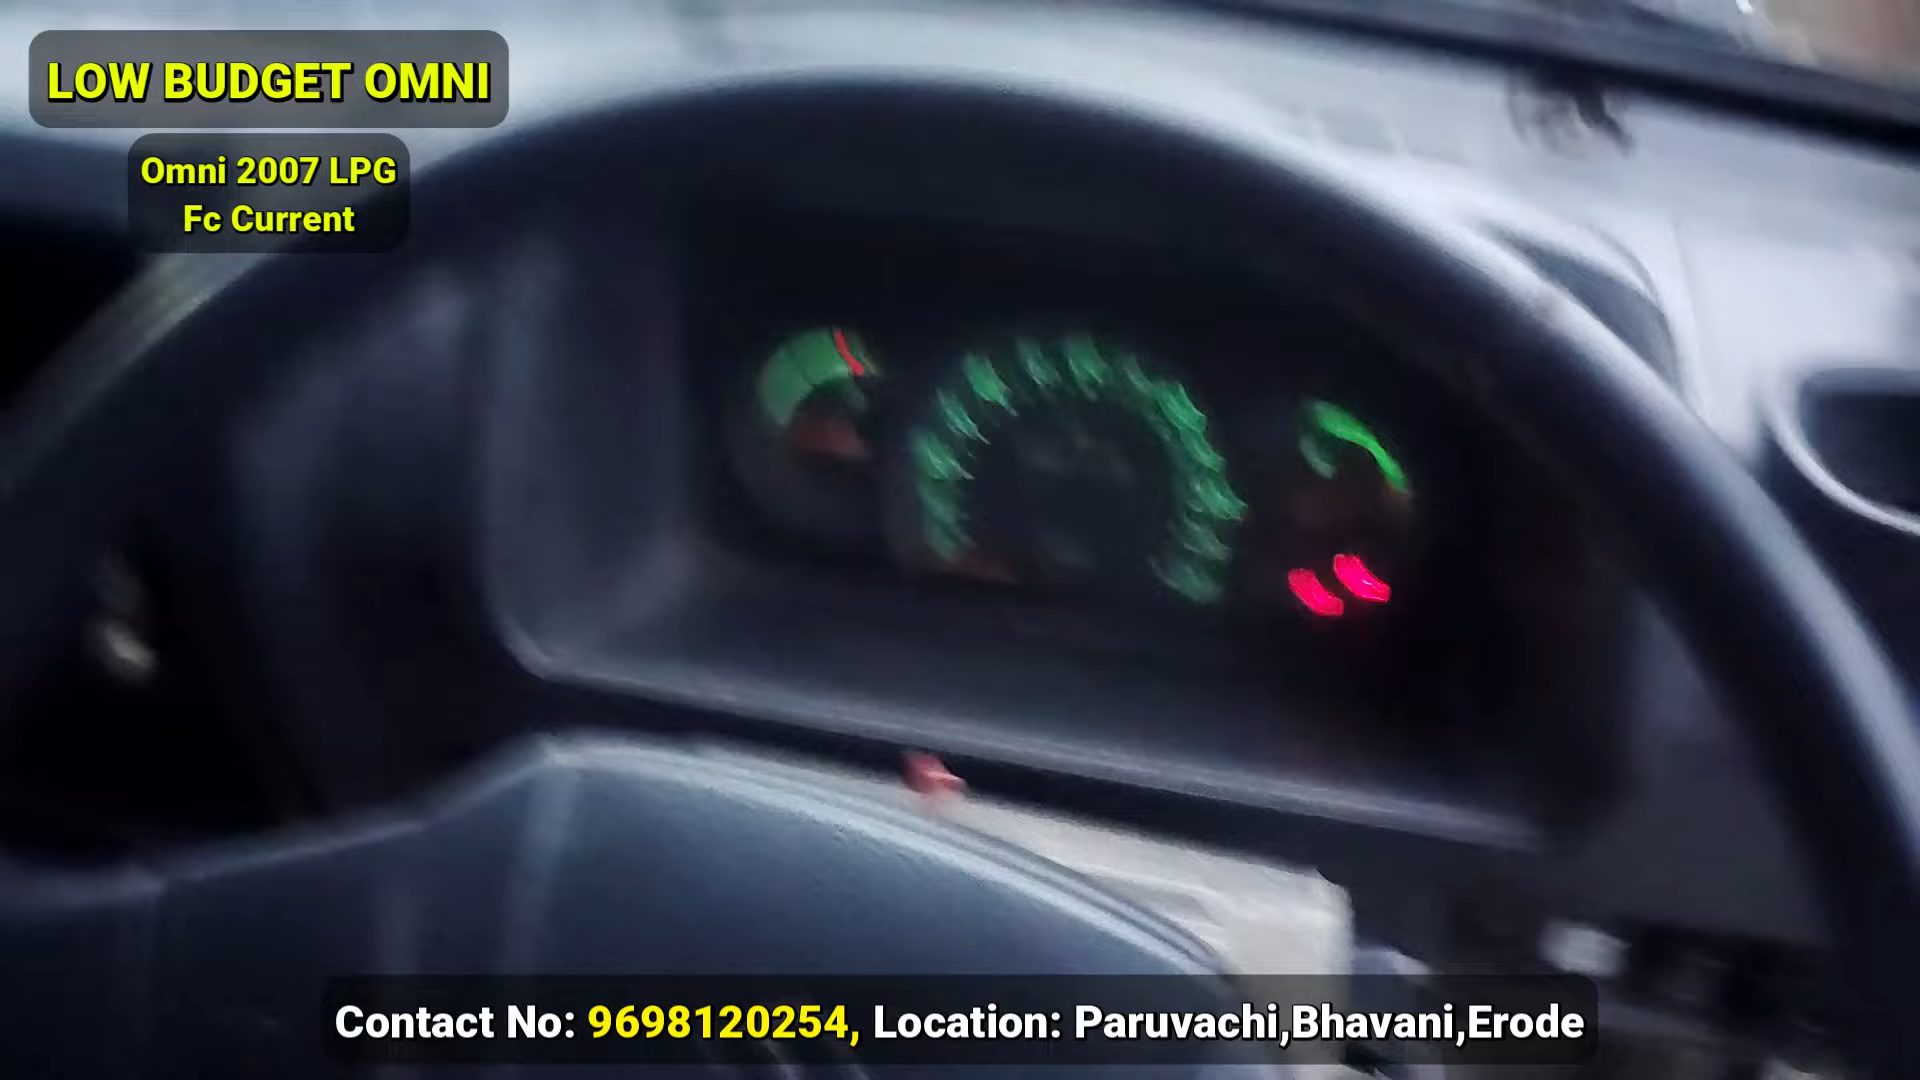 LOW BUDGET OMNI
Omni 2007 LPG
Fc Current
Contact No: 9698120254, Location: Paruvachi,Bhavani,Erode